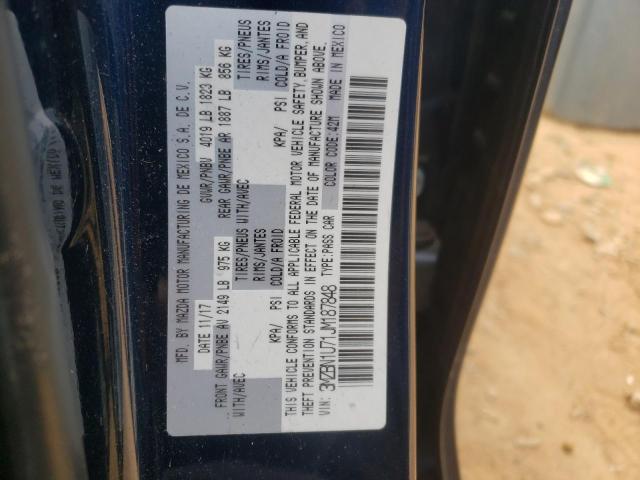 MFD. BY MAZDA MOTOR MANUFACTURING DE MEXICO S.A. DE C.V.
DATE 11/17 GVWR/PNBV 4019 LB 1823 KG
FRONT GAWR/PNBE AV 2149 LB 975 KG REAR GAWR/PNBE AR 1887 LB 856 KG
WITH/AVEC TIRES/PNEUS WITH/AVEC TIRES/PNEUS
RIMS/JANTES RIMS/JANTES
KPA/ PSI COLD/A FROID KPA/ PSI COLD/A FROID
THIS VEHICLE CONFORMS TO ALL APPLICABLE FEDERAL MOTOR VEHICLE SAFETY, BUMPER, AND
THEFT PREVENTION STANDARDS IN EFFECT ON THE DATE OF MANUFACTURE SHOWN ABOVE.
VIN: 3MZBN1U71JM187848 TYPE:PASS CAR COLOR CODE:42M MADE IN MEXICO